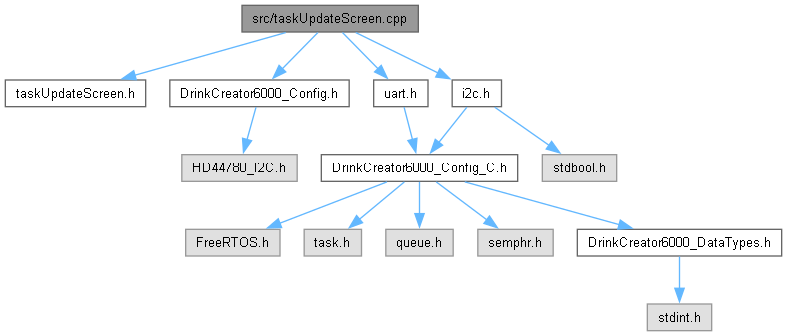 src/taskUpdateScreen.cpp
taskUpdateScreen.h
DrinkCreator6000_Config.h
uart.h
i2c.h
HD44780_I2C.h
DrinkCreator6000_Config_C.h
stdbool.h
FreeRTOS.h
task.h
queue.h
semphr.h
DrinkCreator6000_DataTypes.h
stdint.h